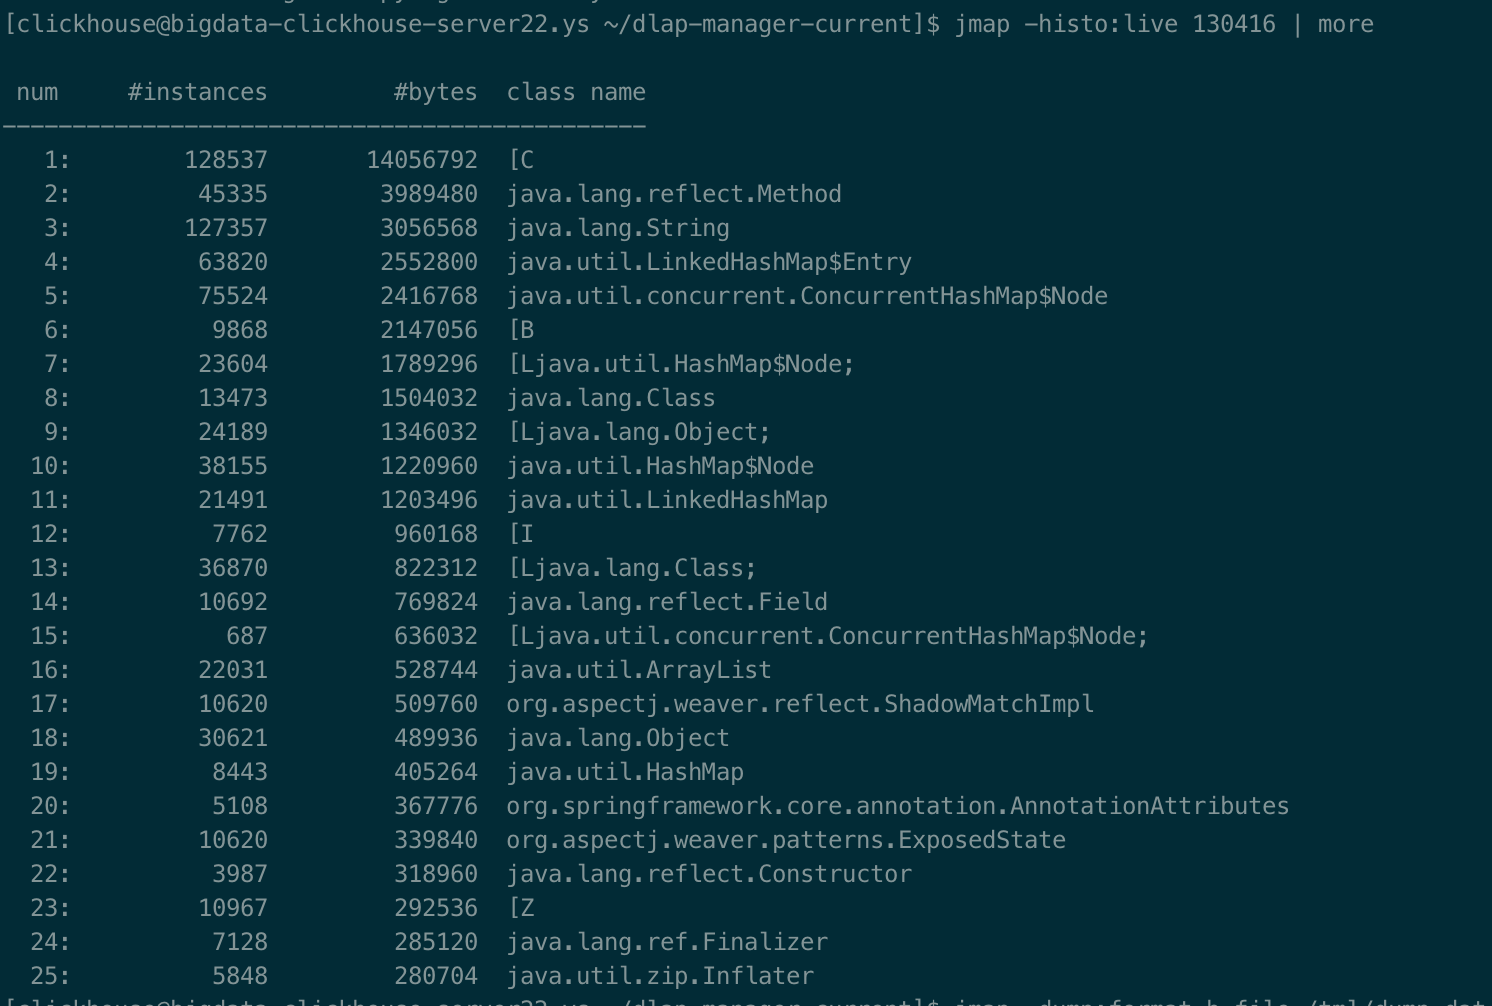 [clickhouse@bigdata-clickhouse-server22.ys ~/dlap-manager-current]$ jmap -histo:live 130416 | more
num #instances #bytes class name
----------------------------------------------
1: 128537 14056792 [C
2: 45335 3989480 java.lang.reflect.Method
3: 127357 3056568 java.lang.String
4: 63820 2552800 java.util.LinkedHashMap$Entry
5: 75524 2416768 java.util.concurrent.ConcurrentHashMap$Node
6: 9868 2147056 [B
7: 23604 1789296 [Ljava.util.HashMap$Node;
8: 13473 1504032 java.lang.Class
9: 24189 1346032 [Ljava.lang.Object;
10: 38155 1220960 java.util.HashMap$Node
11: 21491 1203496 java.util.LinkedHashMap
12: 7762 960168 [I
13: 36870 822312 [Ljava.lang.Class;
14: 10692 769824 java.lang.reflect.Field
15: 687 636032 [Ljava.util.concurrent.ConcurrentHashMap$Node;
16: 22031 528744 java.util.ArrayList
17: 10620 509760 org.aspectj.weaver.reflect.ShadowMatchImpl
18: 30621 489936 java.lang.Object
19: 8443 405264 java.util.HashMap
20: 5108 367776 org.springframework.core.annotation.AnnotationAttributes
21: 10620 339840 org.aspectj.weaver.patterns.ExposedState
22: 3987 318960 java.lang.reflect.Constructor
23: 10967 292536 [Z
24: 7128 285120 java.lang.ref.Finalizer
25: 5848 280704 java.util.zip.Inflater